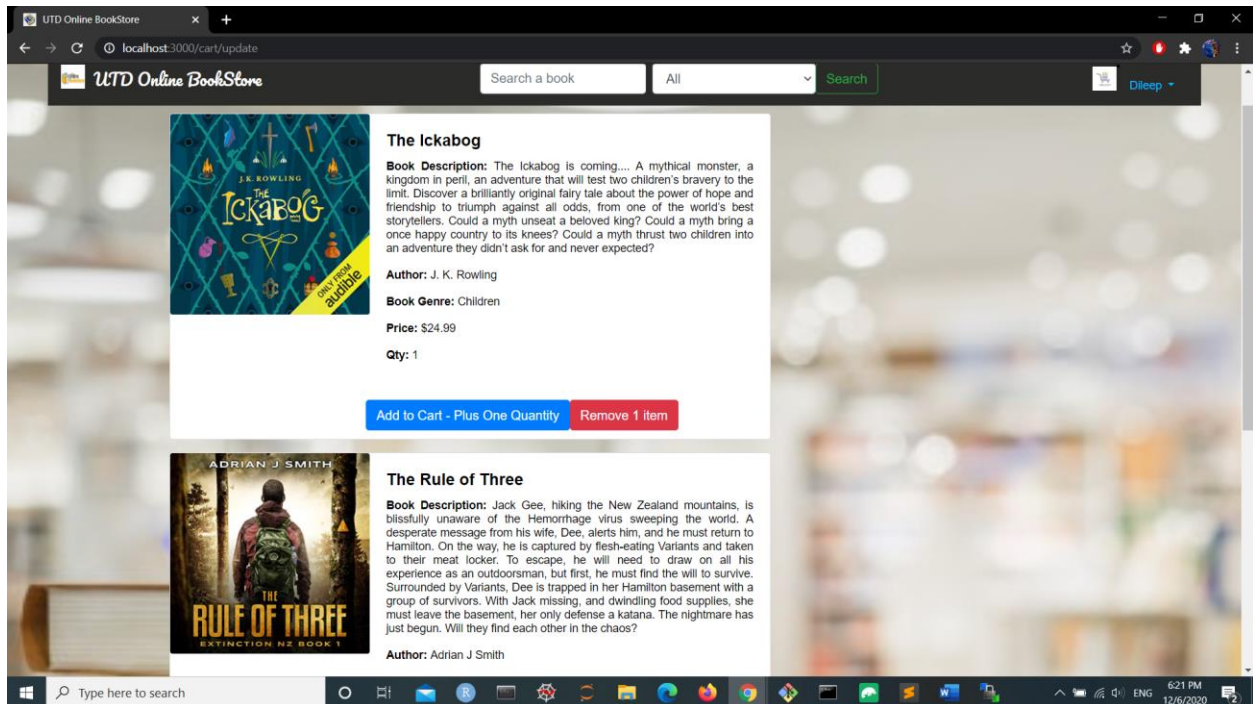 UTD Online BookStore
localhost:3000/cart/update
UTD Online BookStore
Search a book
All
Search
Dileep
J.K. ROWLING
THE
ICKABOG
ONLY FROM
audible
The Ickabog
Book Description: The Ickabog is coming.... A mythical monster, a
kingdom in peril, an adventure that will test two children's bravery to the
limit. Discover a brilliantly original fairy tale about the power of hope and
friendship to triumph against all odds, from one of the world's best
storytellers. Could a myth unseat a beloved king? Could a myth bring a
once happy country to its knees? Could a myth thrust two children into
an adventure they didn't ask for and never expected?
Author: J. K. Rowling
Book Genre: Children
Price: $24.99
Qty: 1
Add to Cart - Plus One Quantity
Remove 1 item
ADRIAN J SMITH
THE
RULE OF THREE
EXTINCTION NZ BOOK 1
The Rule of Three
Book Description: Jack Gee, hiking the New Zealand mountains, is
blissfully unaware of the Hemorrhage virus sweeping the world. A
desperate message from his wife, Dee, alerts him, and he must return to
Hamilton. On the way, he is captured by flesh-eating Variants and taken
to their meat locker. To escape, he will need to draw on all his
experience as an outdoorsman, but first, he must find the will to survive.
Surrounded by Variants, Dee is trapped in her Hamilton basement with a
group of survivors. With Jack missing, and dwindling food supplies, she
must leave the basement, her only defense a katana. The nightmare has
just begun. Will they find each other in the chaos?
Author: Adrian J Smith
Type here to search
ENG
6:21 PM
12/6/2020